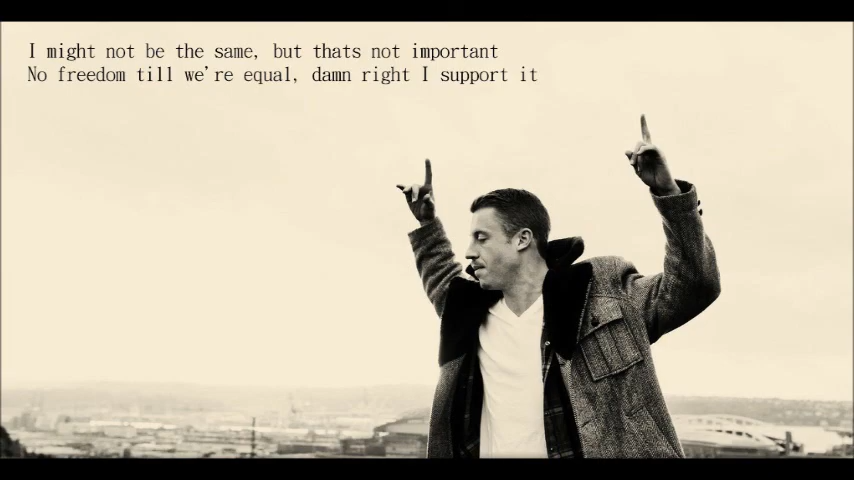 I might not be the same, but thats not important
No freedom till we're equal, damn right I support it